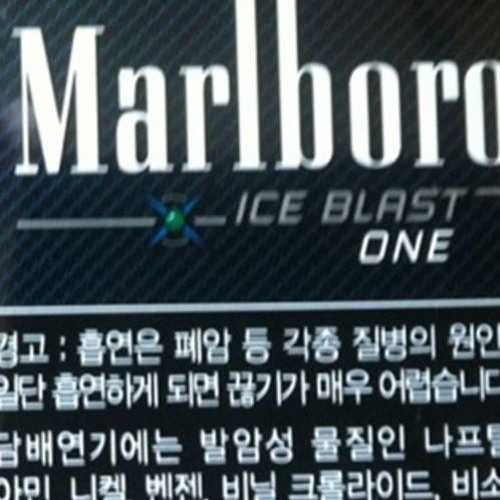 Marlboro
ICE BLAST
ONE
경고 : 흡연은 폐암 등 각종 질병의 원인
일단 흡연하게 되면 끊기가 매우 어렵습니다
담배연기에는 발암성 물질인 나프틸
아민, 니켈, 벤젠, 비닐 크롤라이드, 비소